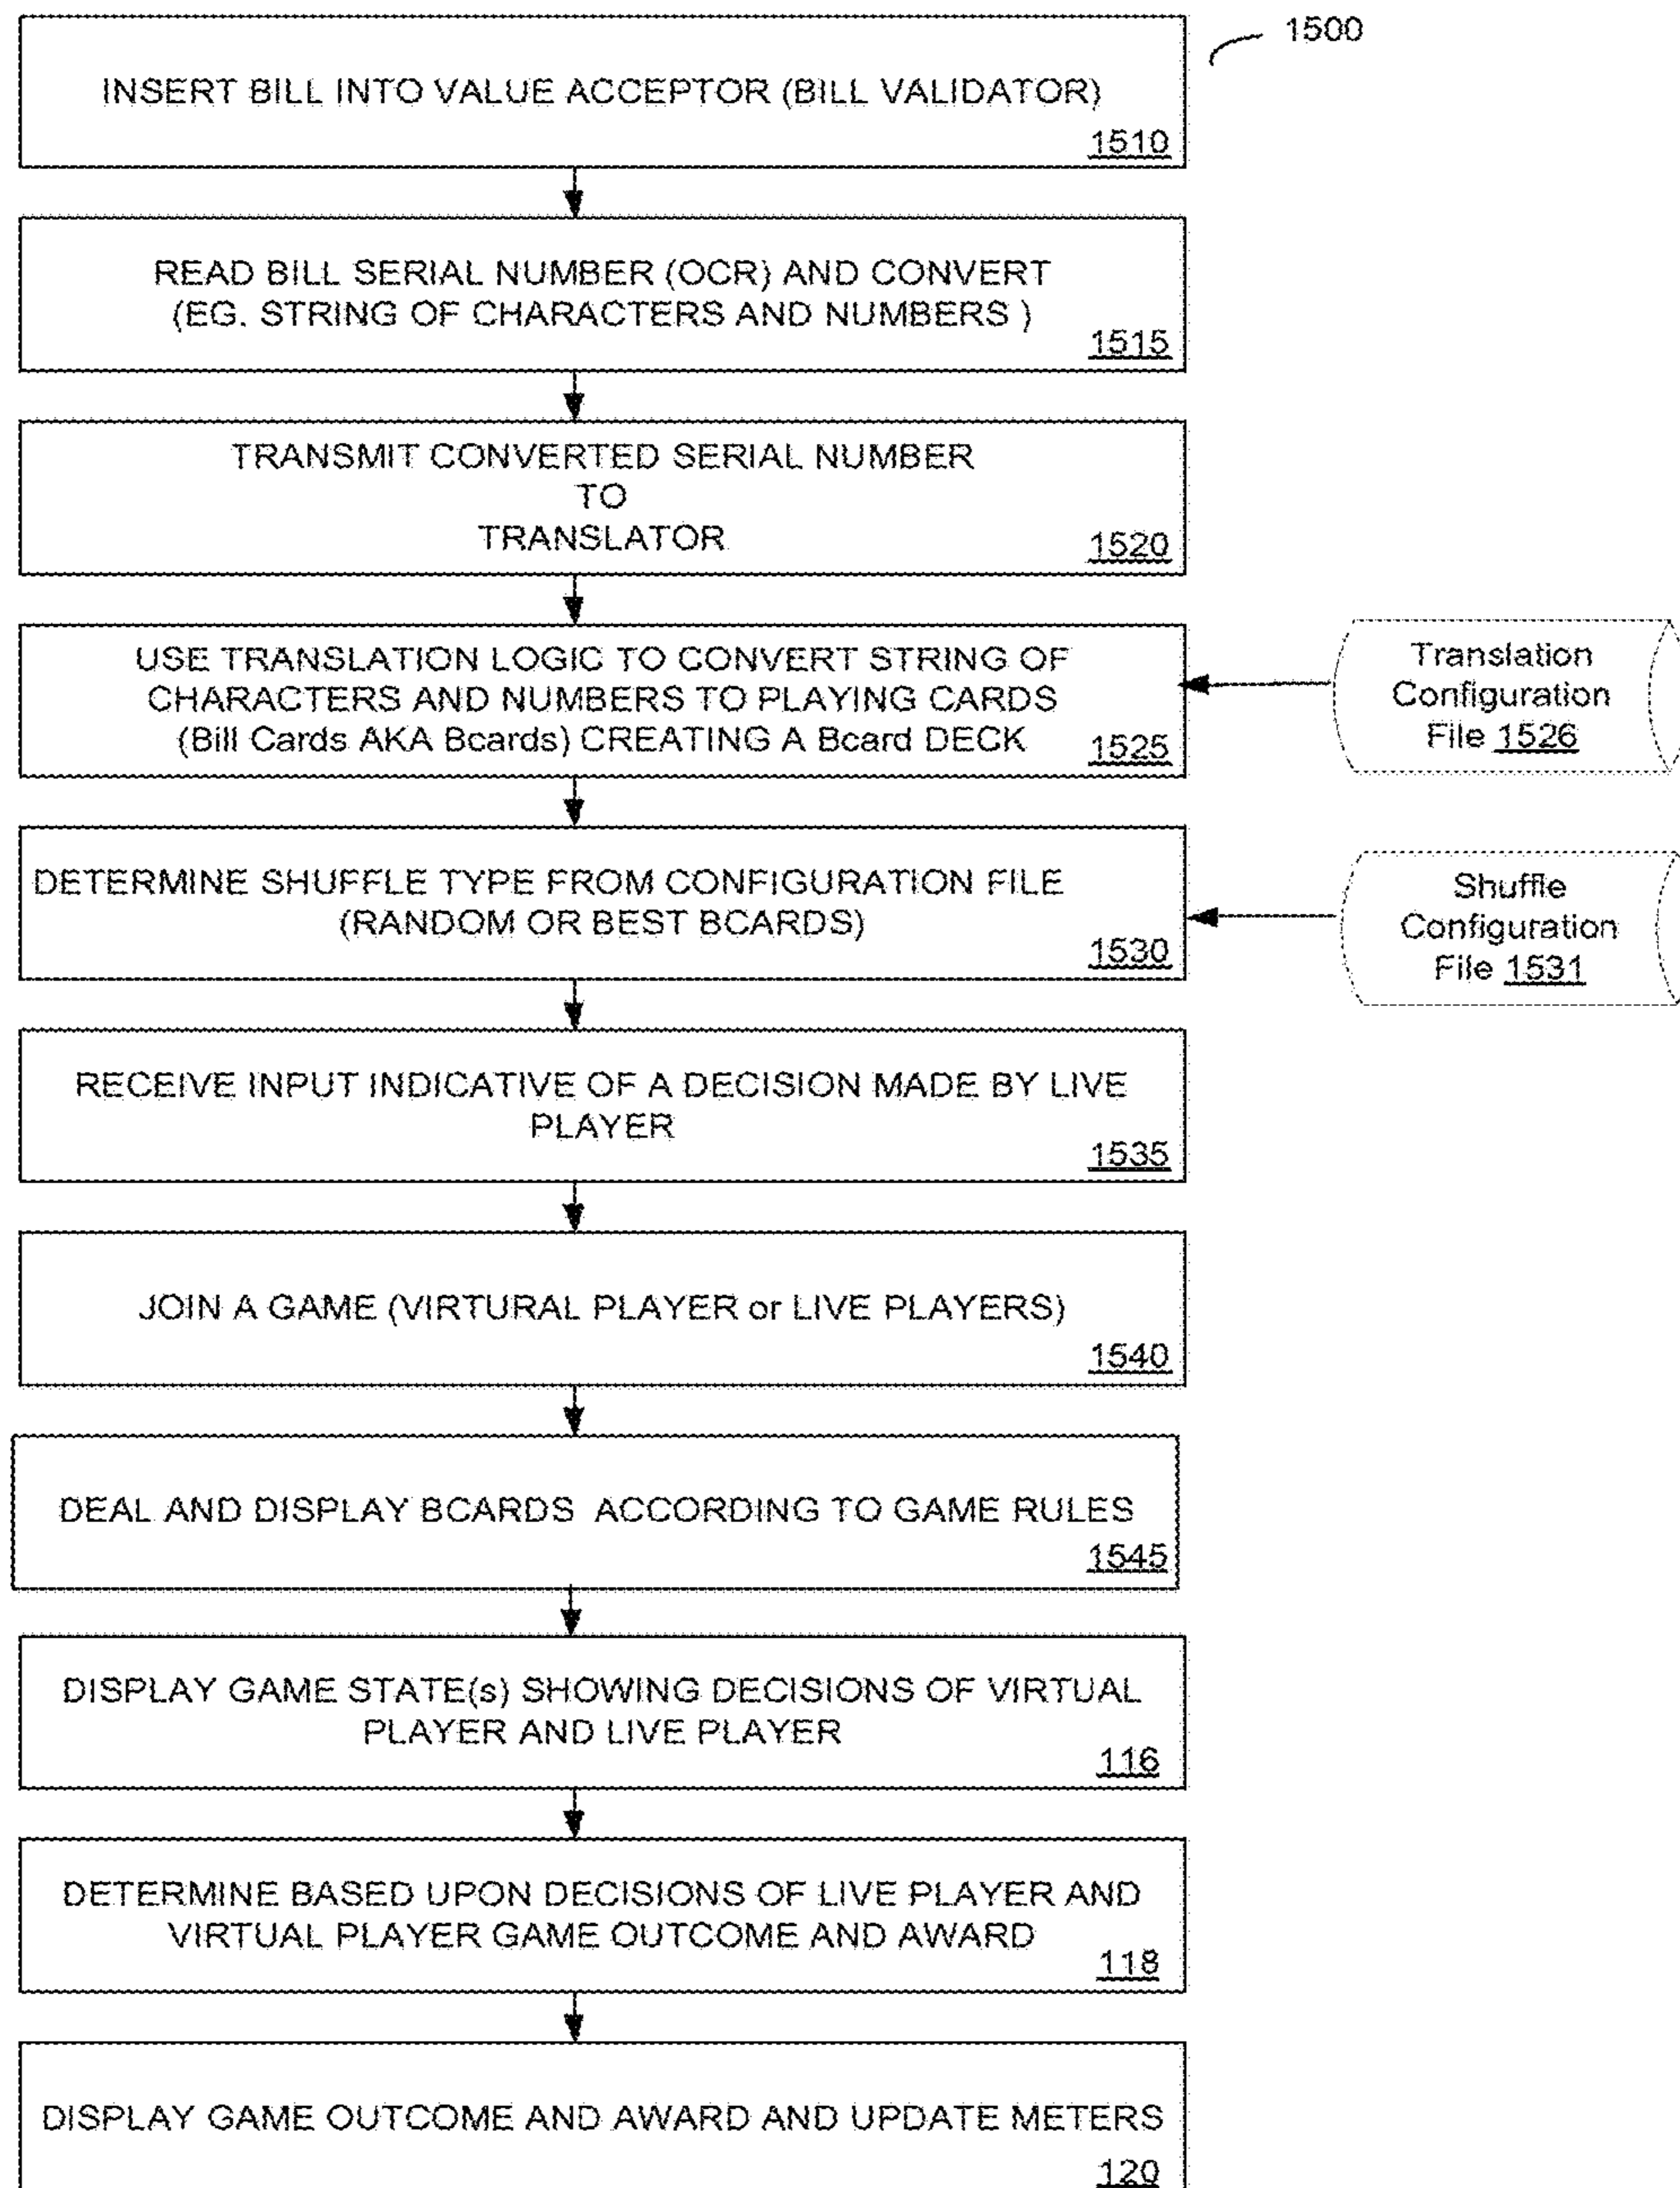 1500
INSERT BILL INTO VALUE ACCEPTOR (BILL VALIDATOR)
1510
READ BILL SERIAL NUMBER (OCR) AND CONVERT
(EG. STRING OF CHARACTERS AND NUMBERS )
1515
TRANSMIT CONVERTED SERIAL NUMBER
TO
TRANSLATOR
1520
USE TRANSLATION LOGIC TO CONVERT STRING OF
CHARACTERS AND NUMBERS TO PLAYING CARDS
(Bill Cards AKA Bcards) CREATING A Bcard DECK
1525
Translation
Configuration
File 1526
DETERMINE SHUFFLE TYPE FROM CONFIGURATION FILE
(RANDOM OR BEST BCARDS)
1530
Shuffle
Configuration
File 1531
RECEIVE INPUT INDICATIVE OF A DECISION MADE BY LIVE
PLAYER
1535
JOIN A GAME (VIRTURAL PLAYER or LIVE PLAYERS)
1540
DEAL AND DISPLAY BCARDS ACCORDING TO GAME RULES
1545
DISPLAY GAME STATE(s) SHOWING DECISIONS OF VIRTUAL
PLAYER AND LIVE PLAYER
116
DETERMINE BASED UPON DECISIONS OF LIVE PLAYER AND
VIRTUAL PLAYER GAME OUTCOME AND AWARD
118
DISPLAY GAME OUTCOME AND AWARD AND UPDATE METERS
120